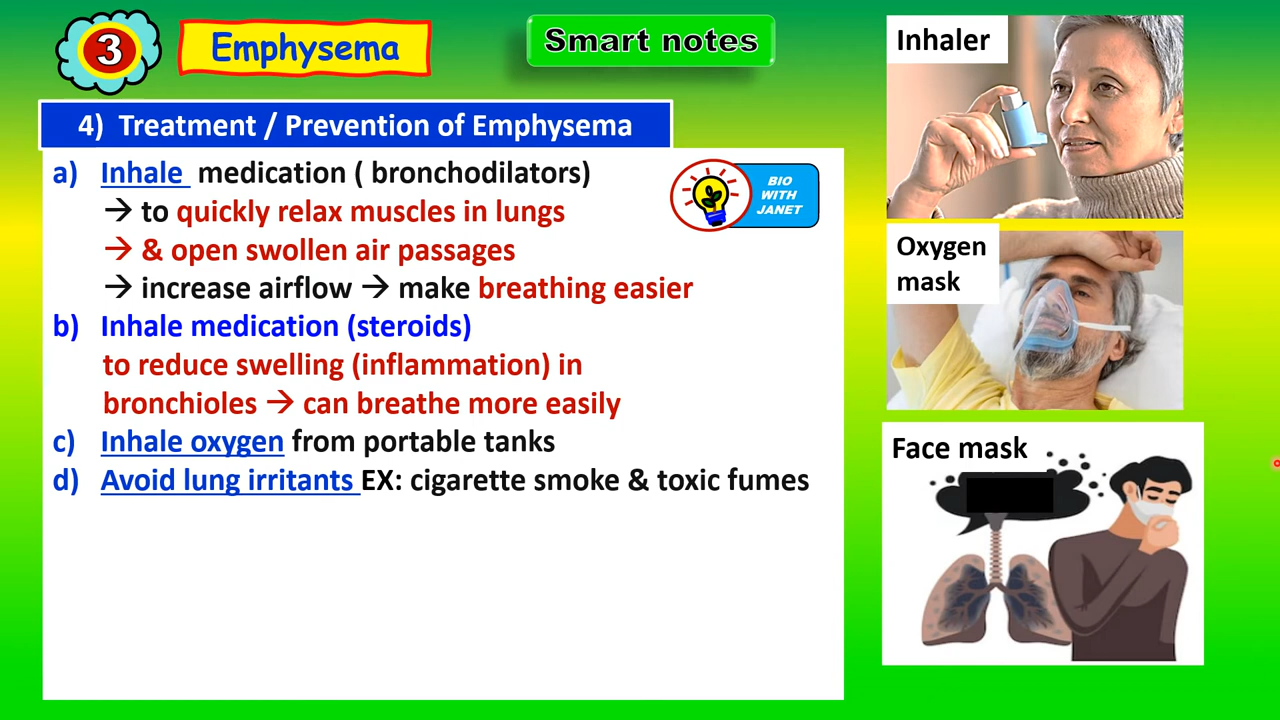 3 Emphysema
Smart notes
4) Treatment / Prevention of Emphysema
a) Inhale medication ( bronchodilators)
→ to quickly relax muscles in lungs
→ & open swollen air passages
→ increase airflow → make breathing easier
b) Inhale medication (steroids)
to reduce swelling (inflammation) in
bronchioles → can breathe more easily
c) Inhale oxygen from portable tanks
d) Avoid lung irritants EX: cigarette smoke & toxic fumes
BIO
WITH
JANET
Inhaler
Oxygen
mask
Face mask